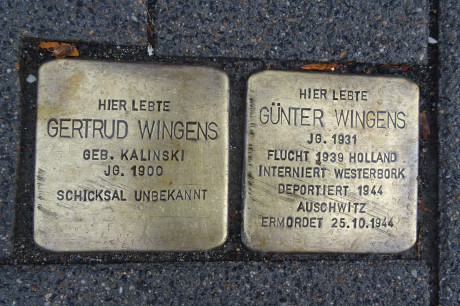 HIER LEBTE
GERTRUD WINGENS
GEB. KALINSKI
JG. 1900
SCHICKSAL UNBEKANNT
HIER LEBTE
GÜNTER WINGENS
JG. 1931
FLUCHT 1939 HOLLAND
INTERNIERT WESTERBORK
DEPORTIERT 1944
AUSCHWITZ
ERMORDET 25.10.1944